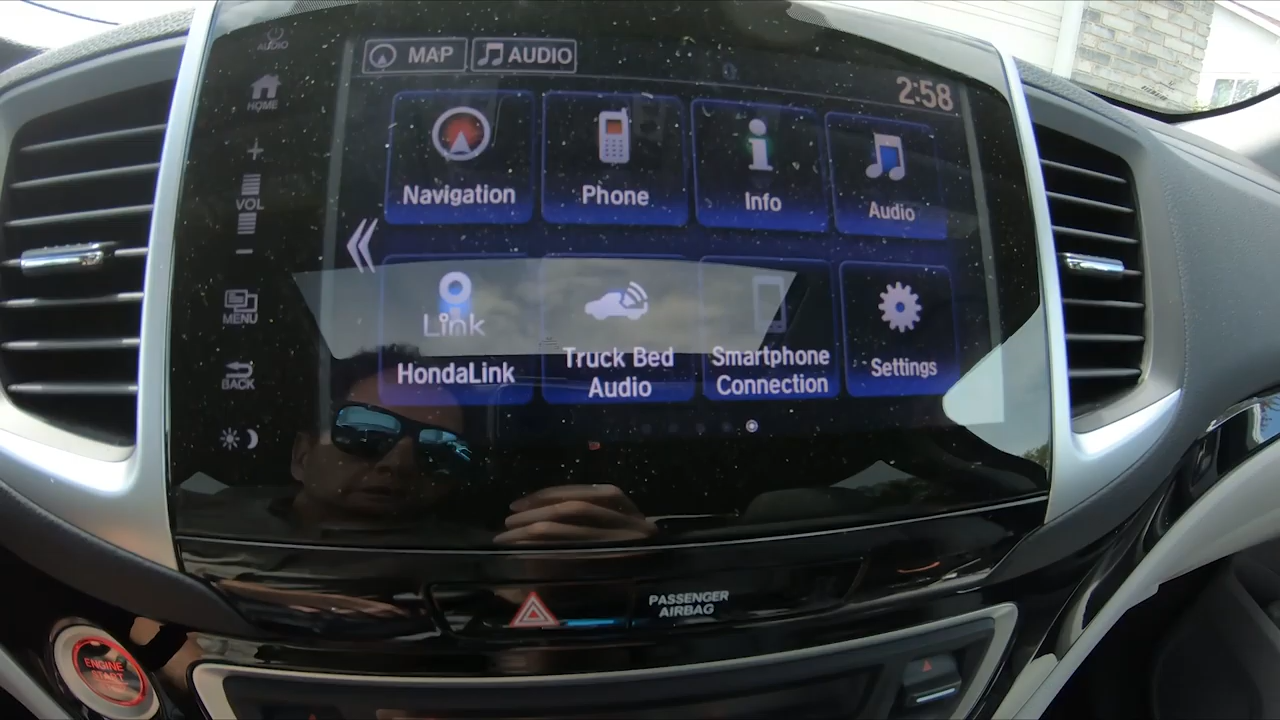 AUDIO
MAP
AUDIO
2:58
HOME
Navigation
Phone
Info
Audio
+
VOL
-
MENU
Link
HondaLink
Truck Bed
Audio
Smartphone
Connection
Settings
BACK
PASSENGER
AIRBAG
ENGINE
START